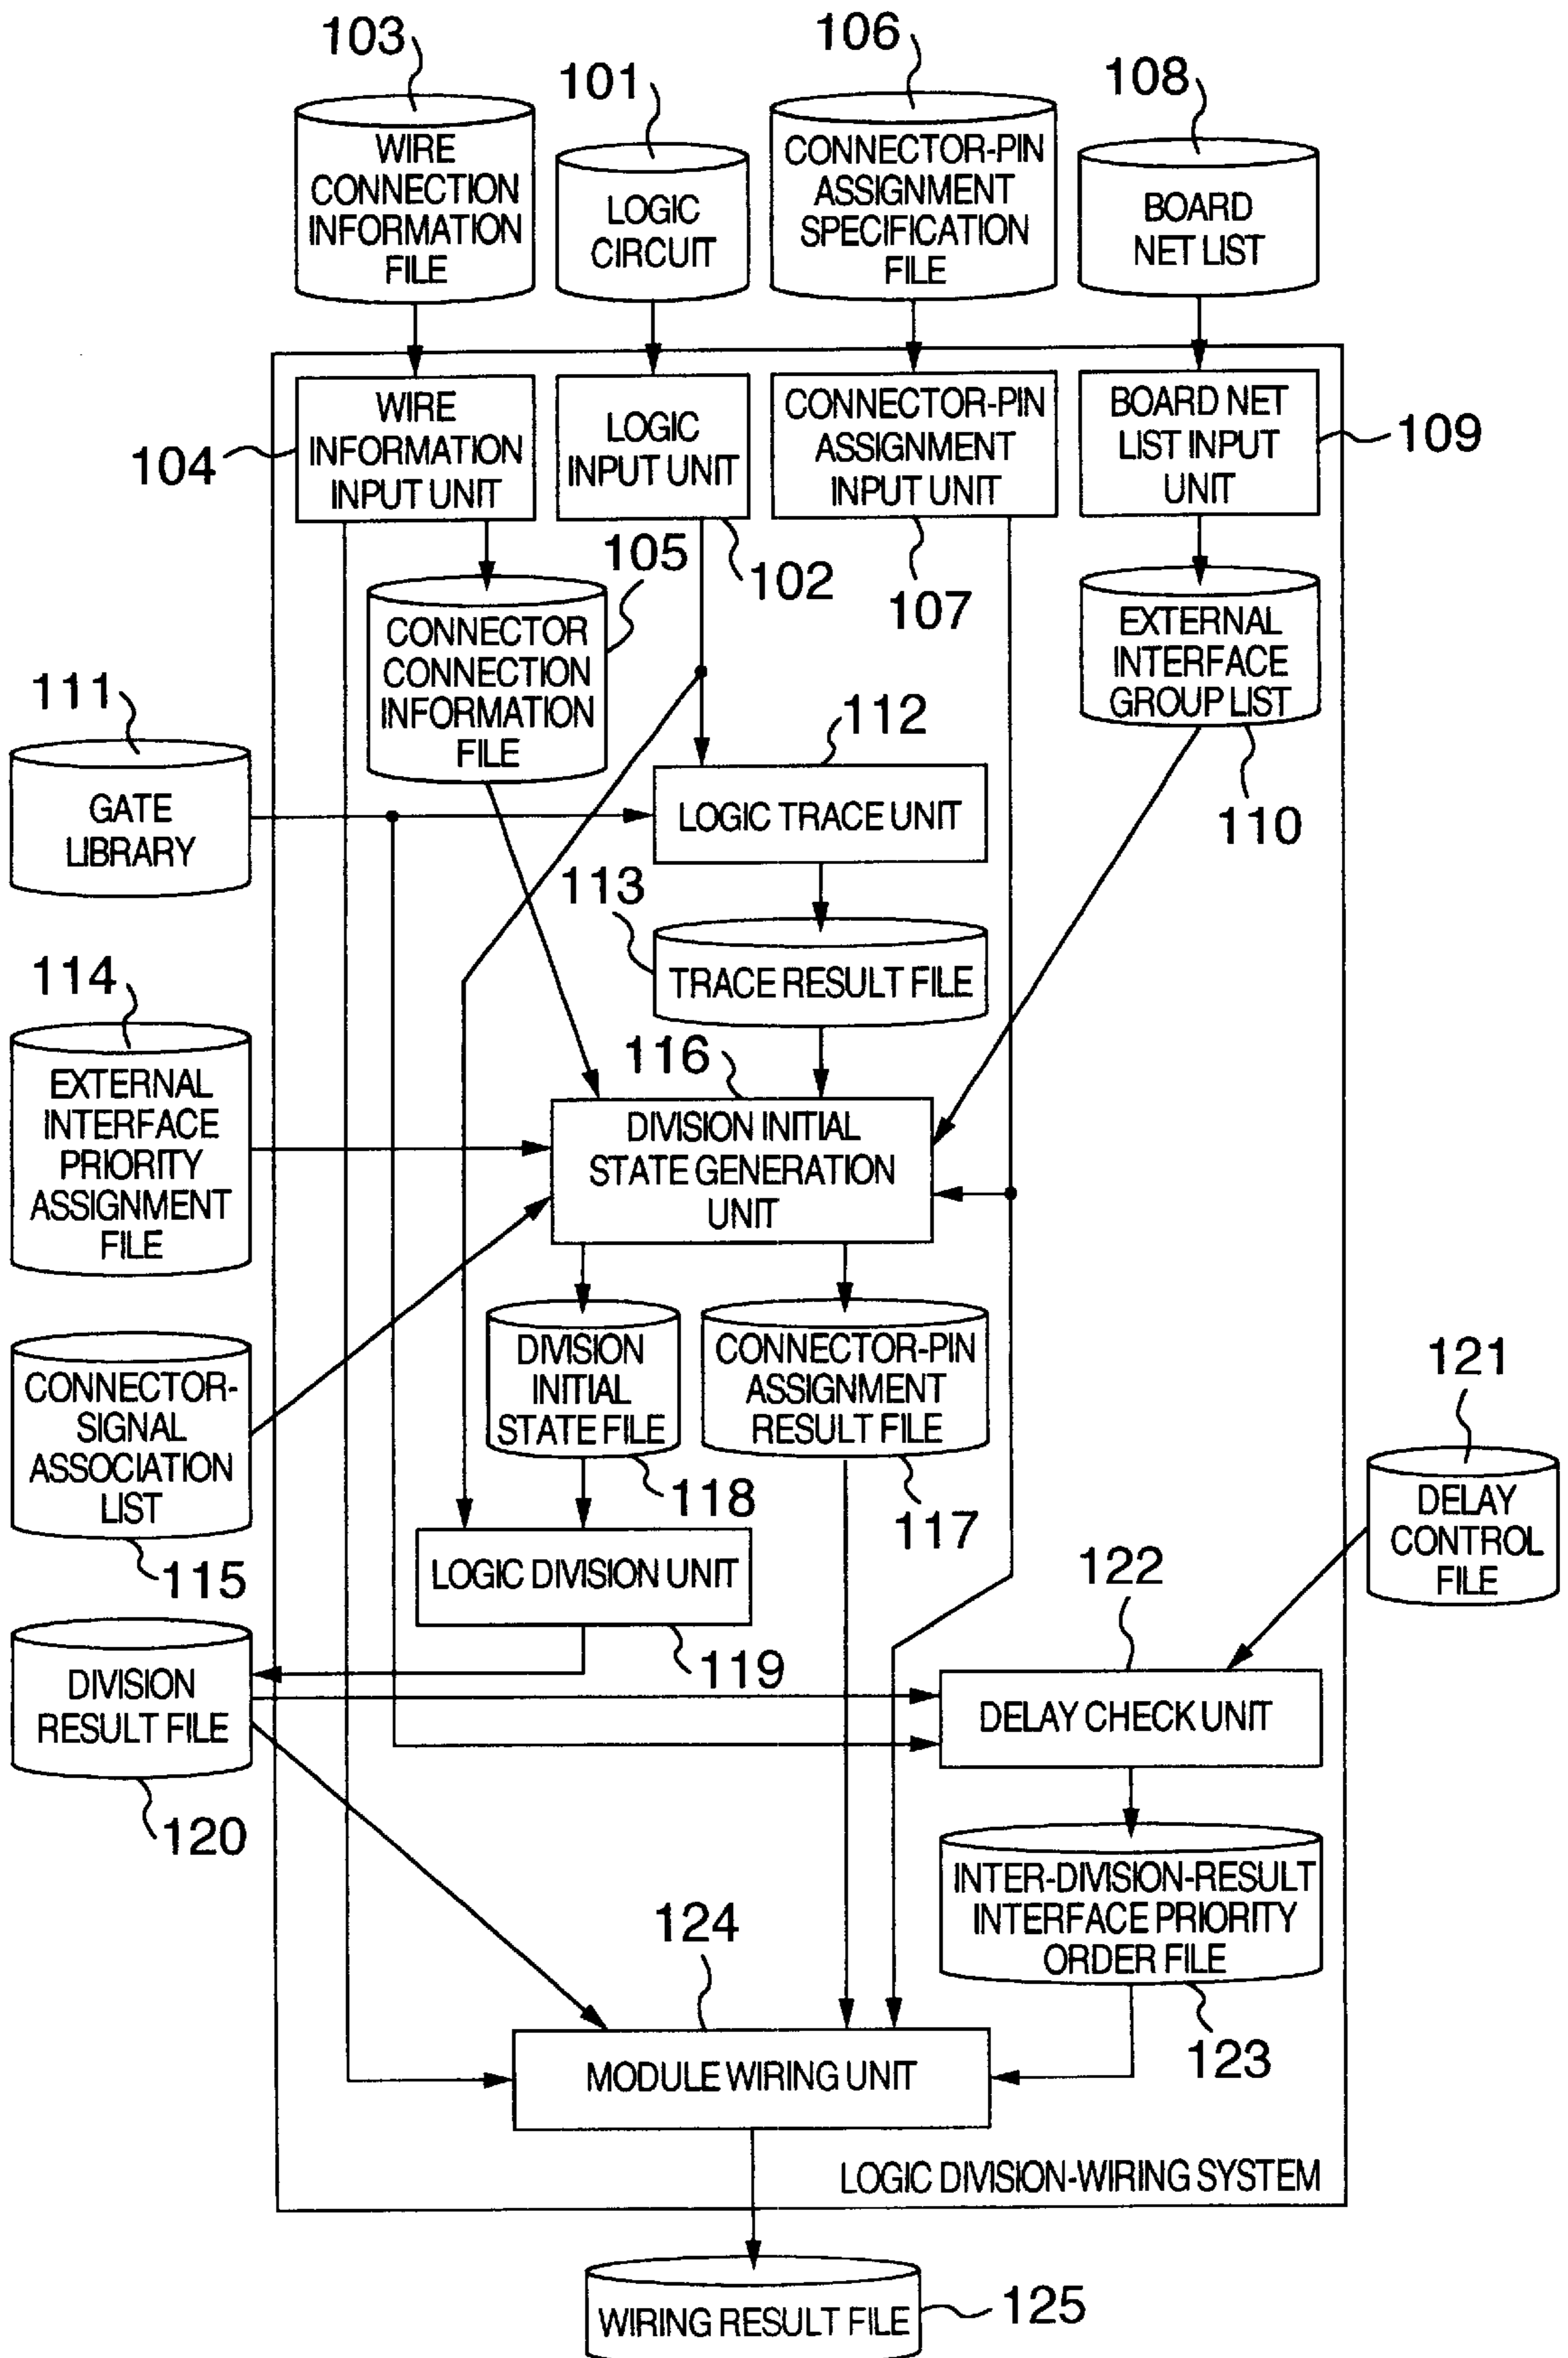 103
101
106
108
WIRE
CONNECTION
INFORMATION
FILE
LOGIC
CIRCUIT
CONNECTOR-PIN
ASSIGNMENT
SPECIFICATION
FILE
BOARD
NET LIST
104
WIRE
INFORMATION
INPUT UNIT
LOGIC
INPUT UNIT
102
CONNECTOR-PIN
ASSIGNMENT
INPUT UNIT
107
BOARD NET
LIST INPUT
UNIT
109
105
CONNECTOR
CONNECTION
INFORMATION
FILE
EXTERNAL
INTERFACE
GROUP LIST
110
111
GATE
LIBRARY
112
LOGIC TRACE UNIT
113
TRACE RESULT FILE
114
EXTERNAL
INTERFACE
PRIORITY
ASSIGNMENT
FILE
116
DIVISION INITIAL
STATE GENERATION
UNIT
CONNECTOR-
SIGNAL
ASSOCIATION
LIST
115
DIVISION
INITIAL
STATE FILE
118
CONNECTOR-PIN
ASSIGNMENT
RESULT FILE
117
121
DELAY
CONTROL
FILE
LOGIC DIVISION UNIT
119
DIVISION
RESULT FILE
120
122
DELAY CHECK UNIT
INTER-DIVISION-RESULT
INTERFACE PRIORITY
ORDER FILE
123
124
MODULE WIRING UNIT
LOGIC DIVISION-WIRING SYSTEM
WIRING RESULT FILE
125